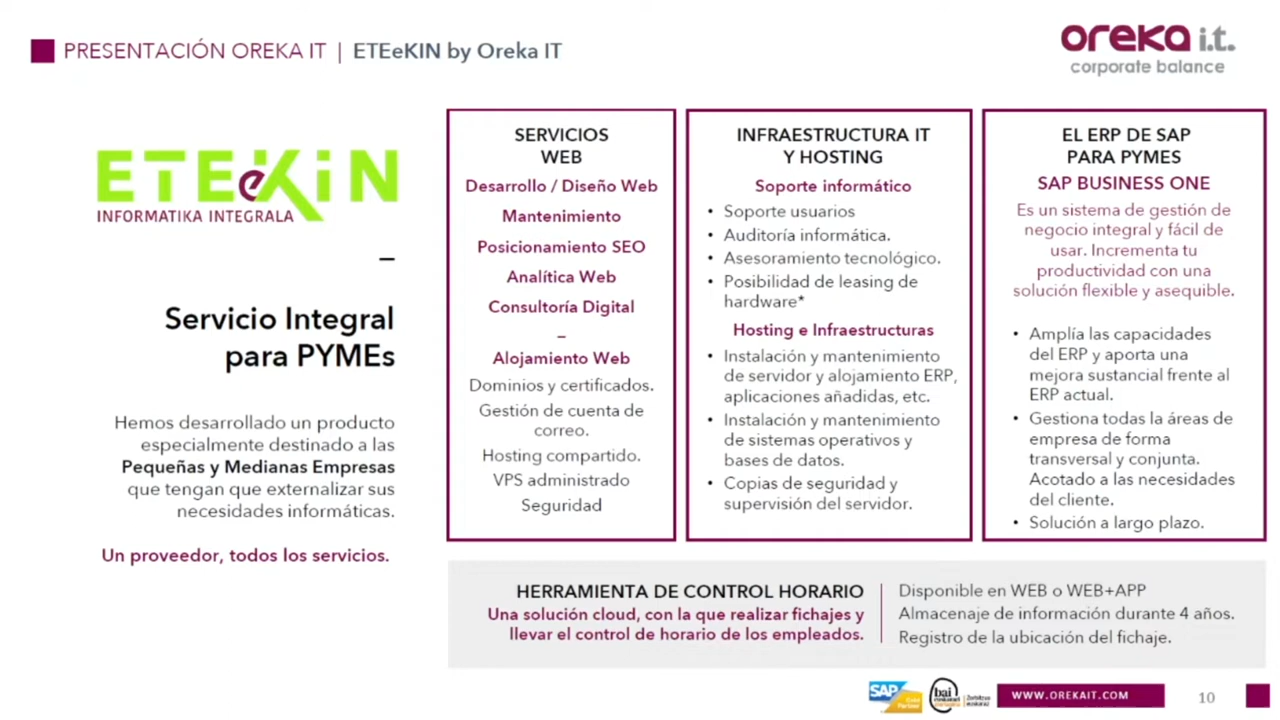 PRESENTACIÓN OREKA IT | ETEeKIN by Oreka IT
oreka i.t.
corporate balance
ETEeKiN
INFORMATIKA INTEGRALA
–
Servicio Integral
para PYMEs
Hemos desarrollado un producto
especialmente destinado a las
Pequeñas y Medianas Empresas
que tengan que externalizar sus
necesidades informáticas.
Un proveedor, todos los servicios.
SERVICIOS
WEB
Desarrollo / Diseño Web
Mantenimiento
Posicionamiento SEO
Analítica Web
Consultoría Digital
–
Alojamiento Web
Dominios y certificados.
Gestión de cuenta de
correo.
Hosting compartido.
VPS administrado
Seguridad
INFRAESTRUCTURA IT
Y HOSTING
Soporte informático
• Soporte usuarios
• Auditoría informática.
• Asesoramiento tecnológico.
• Posibilidad de leasing de
hardware*
Hosting e Infraestructuras
• Instalación y mantenimiento
de servidor y alojamiento ERP,
aplicaciones añadidas, etc.
• Instalación y mantenimiento
de sistemas operativos y
bases de datos.
• Copias de seguridad y
supervisión del servidor.
EL ERP DE SAP
PARA PYMES
SAP BUSINESS ONE
Es un sistema de gestión de
negocio integral y fácil de
usar. Incrementa tu
productividad con una
solución flexible y asequible.
• Amplía las capacidades
del ERP y aporta una
mejora sustancial frente al
ERP actual.
• Gestiona todas la áreas de
empresa de forma
transversal y conjunta.
Acotado a las necesidades
del cliente.
• Solución a largo plazo.
HERRAMIENTA DE CONTROL HORARIO
Una solución cloud, con la que realizar fichajes y
llevar el control de horario de los empleados.
Disponible en WEB o WEB+APP
Almacenaje de información durante 4 años.
Registro de la ubicación del fichaje.
SAP
Gold
Partner
bai
euskarari
WWW.OREKAIT.COM
10